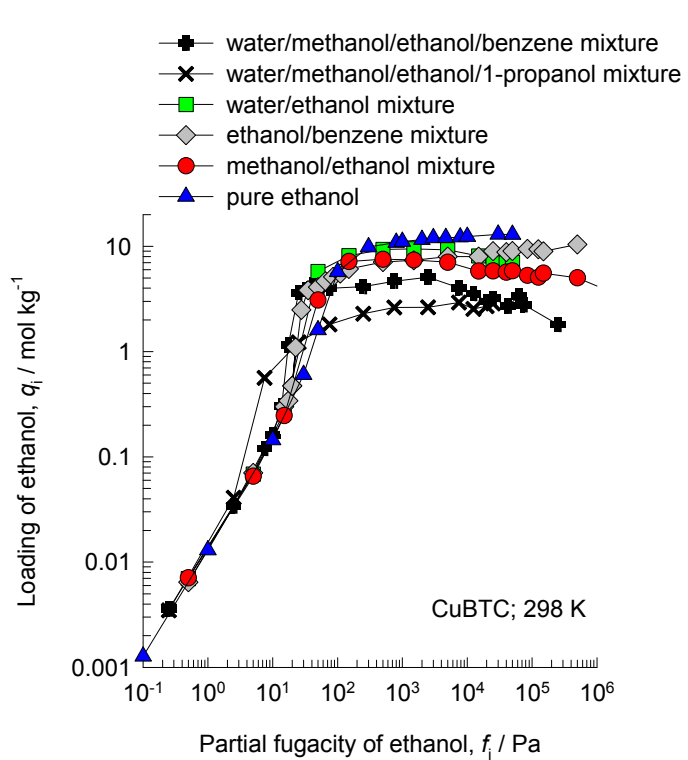 water/methanol/ethanol/benzene mixture
water/methanol/ethanol/1-propanol mixture
water/ethanol mixture
ethanol/benzene mixture
methanol/ethanol mixture
pure ethanol
Loading of ethanol, qᵢ / mol kg⁻¹
10
1
0.1
0.01
0.001
CuBTC; 298 K
10⁻¹ 10⁰ 10¹ 10² 10³ 10⁴ 10⁵ 10⁶
Partial fugacity of ethanol, fᵢ / Pa